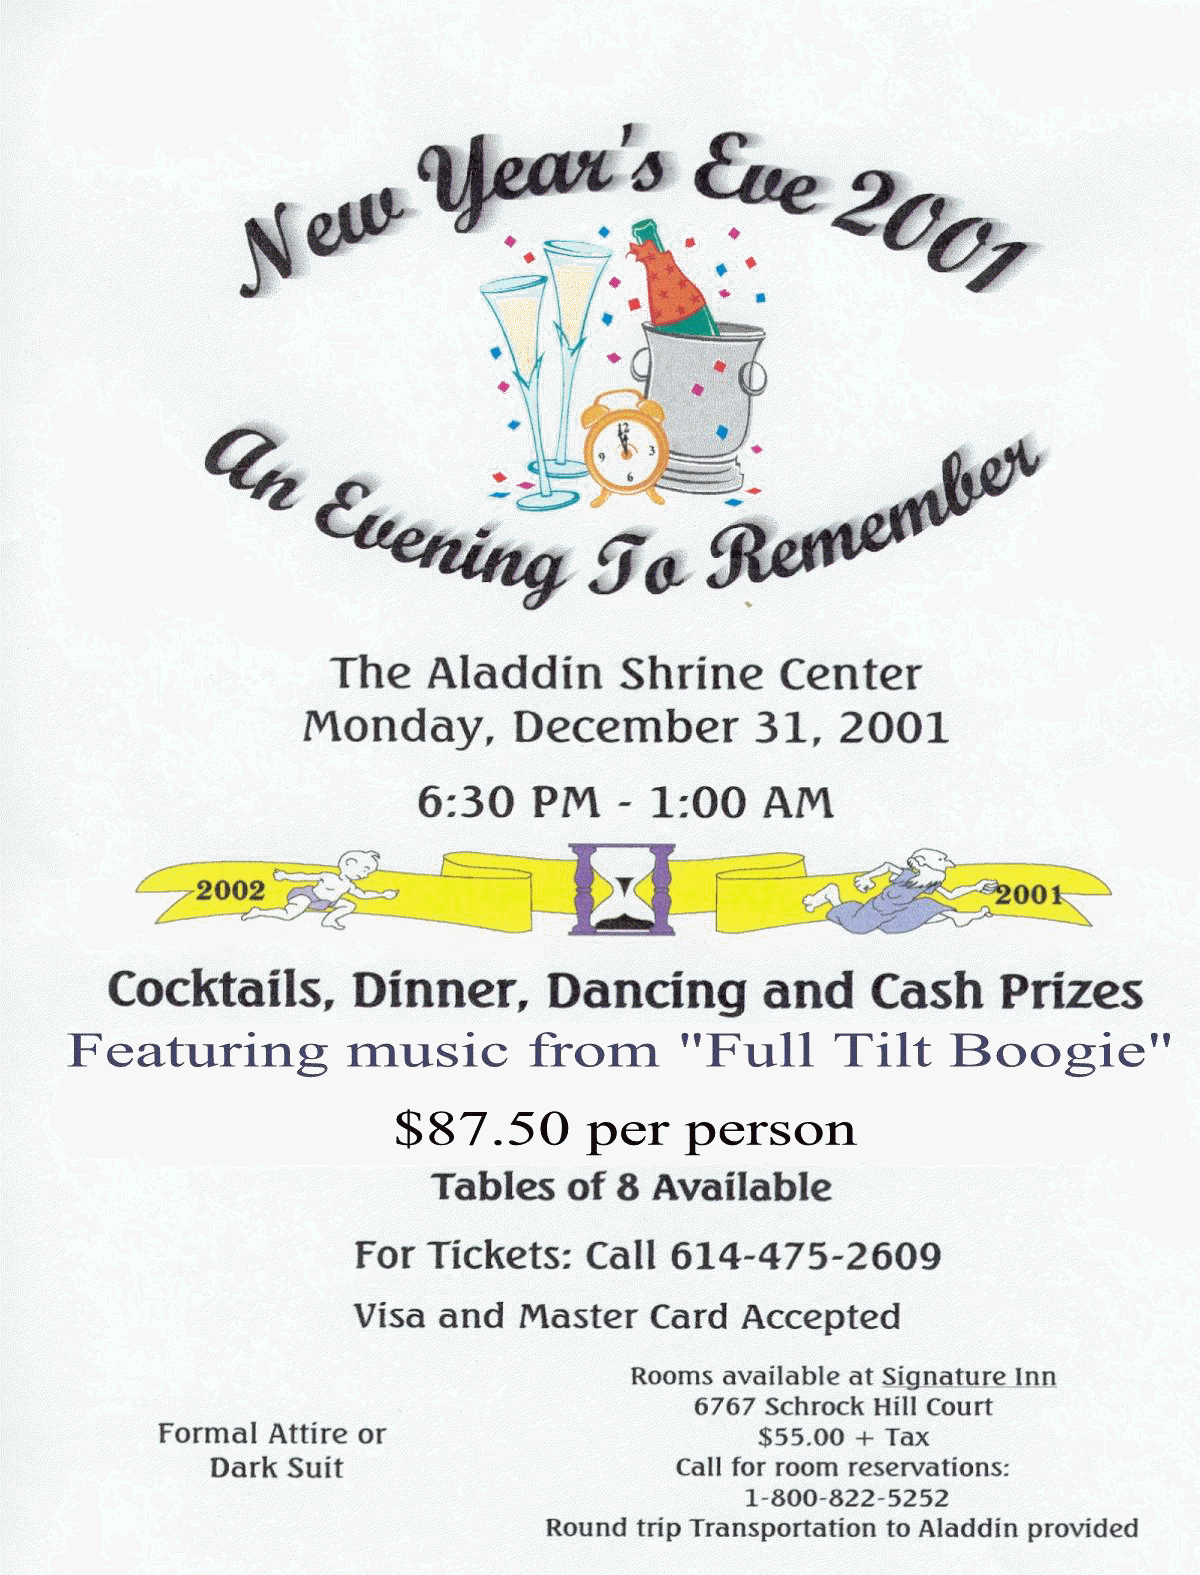 New Year's Eve 2001
12
9 3
6
An Evening To Remember
The Aladdin Shrine Center
Monday, December 31, 2001
6:30 PM - 1:00 AM
2002 2001
Cocktails, Dinner, Dancing and Cash Prizes
Featuring music from "Full Tilt Boogie"
$87.50 per person
Tables of 8 Available
For Tickets: Call 614-475-2609
Visa and Master Card Accepted
Formal Attire or
Dark Suit
Rooms available at Signature Inn
6767 Schrock Hill Court
$55.00 + Tax
Call for room reservations:
1-800-822-5252
Round trip Transportation to Aladdin provided